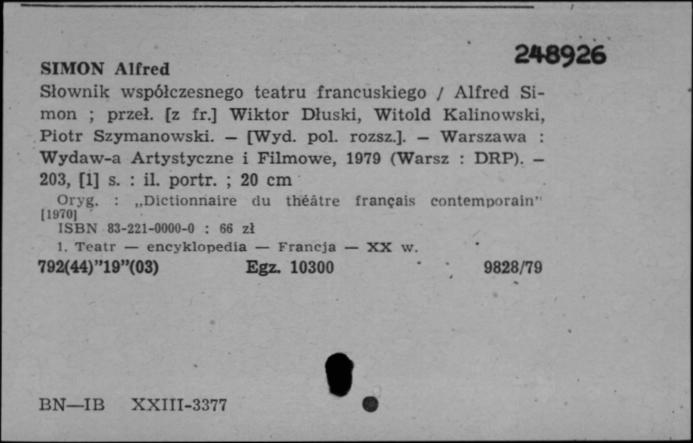 248926
SIMON Alfred
Słownik współczesnego teatru francuskiego / Alfred Si-
mon ; przeł. [z fr.] Wiktor Dłuski, Witold Kalinowski,
Piotr Szymanowski. — [Wyd. pol. rozsz.]. — Warszawa :
Wydaw-a Artystyczne i Filmowe, 1979 (Warsz : DRP). —
203, [1] s. : il. portr. ; 20 cm
Oryg. : „Dictionnaire du théâtre français contemporain"
[1970]
ISBN 83-221-0000-0 : 66 zł
1. Teatr — encyklopedia — Francja — XX w.
792(44)"19"(03) Egz. 10300 9828/79
BN—IB XXIII-3377